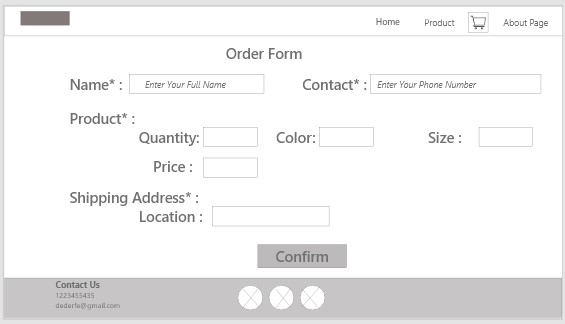 Home Product About Page
Order Form
Name* : Enter Your Full Name Contact* : Enter Your Phone Number
Product* :
Quantity: Color: Size :
Price :
Shipping Address* :
Location :
Confirm
Contact Us
1223455435
dederfe@gmail.com